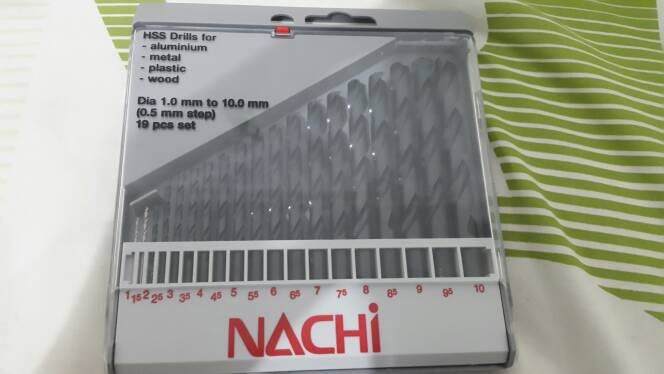 HSS Drills for
- aluminium
- metal
- plastic
- wood
Dia 1.0 mm to 10.0 mm
(0.5 mm step)
19 pcs set
1 15 2 25 3 35 4 45 5 55 6 65 7 75 8 85 9 95 10
NACHi